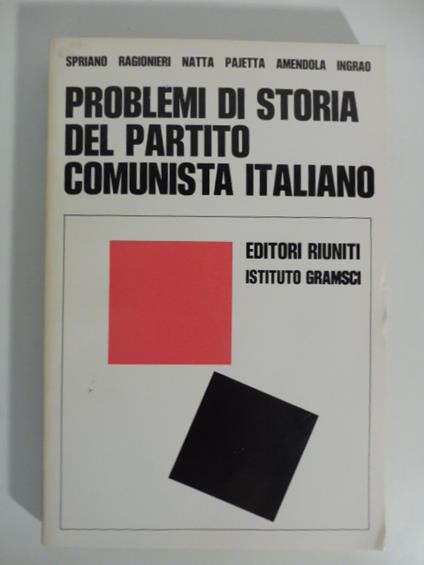 SPRIANO RAGIONIERI NATTA PAJETTA AMENDOLA INGRAO
PROBLEMI DI STORIA
DEL PARTITO
COMUNISTA ITALIANO
EDITORI RIUNITI
ISTITUTO GRAMSCI